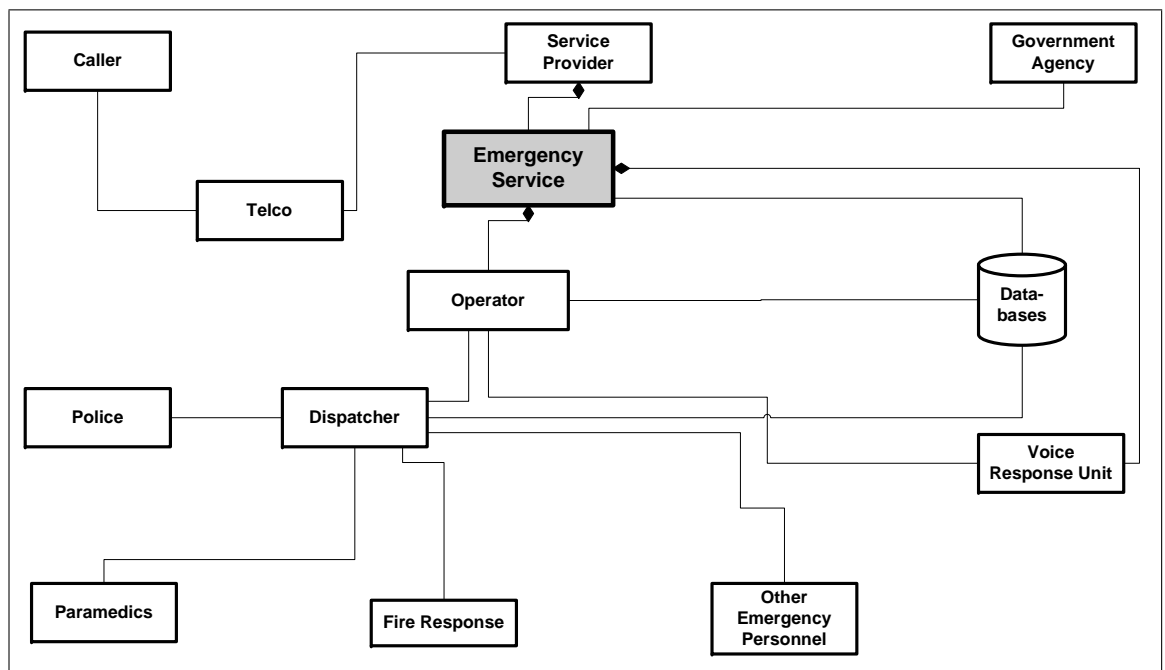 Caller
Service
Provider
Government
Agency
Emergency
Service
Telco
Operator
Data-
bases
Police
Dispatcher
Voice
Response Unit
Paramedics
Fire Response
Other
Emergency
Personnel